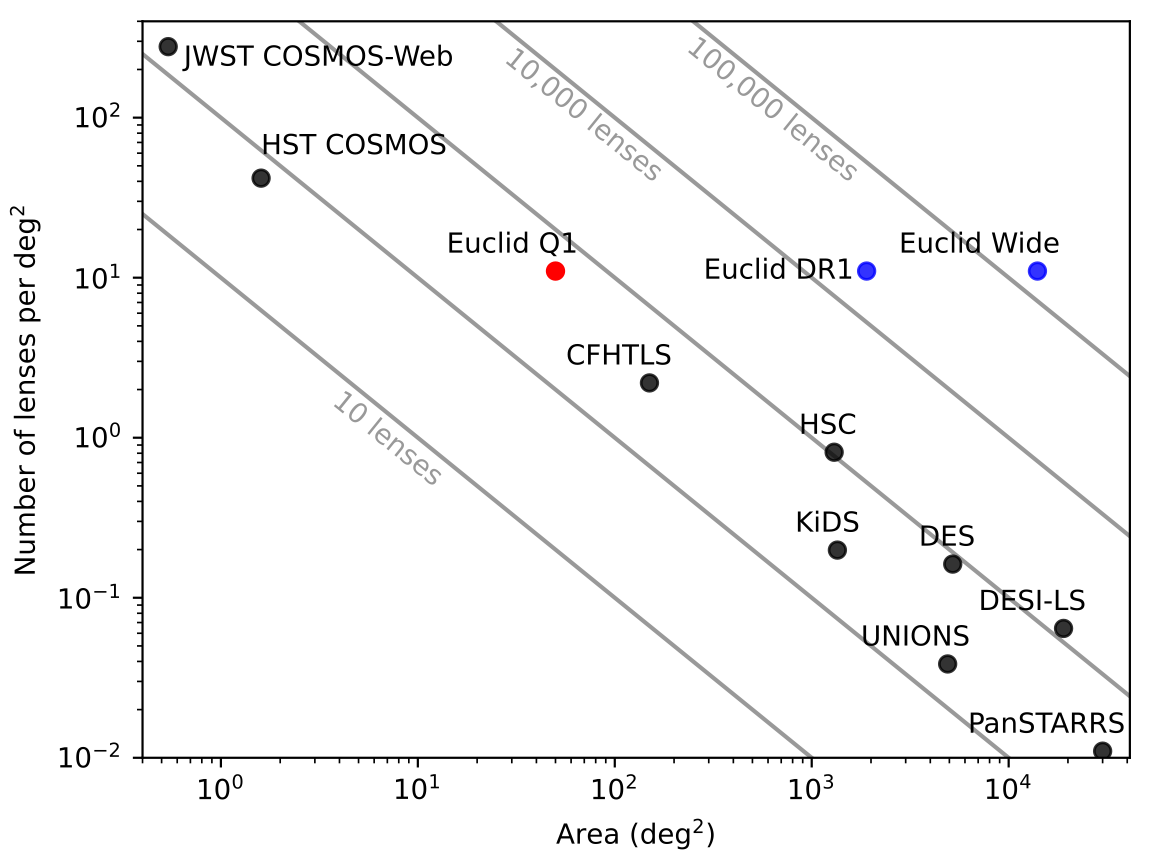 JWST COSMOS-Web
10,000 lenses
100,000 lenses
10²
HST COSMOS
Euclid Q1
Euclid DR1
Euclid Wide
10¹
CFHTLS
10 lenses
HSC
10⁰
KiDS
DES
10⁻¹
DESI-LS
UNIONS
PanSTARRS
10⁻²
Number of lenses per deg²
10⁰ 10¹ 10² 10³ 10⁴
Area (deg²)